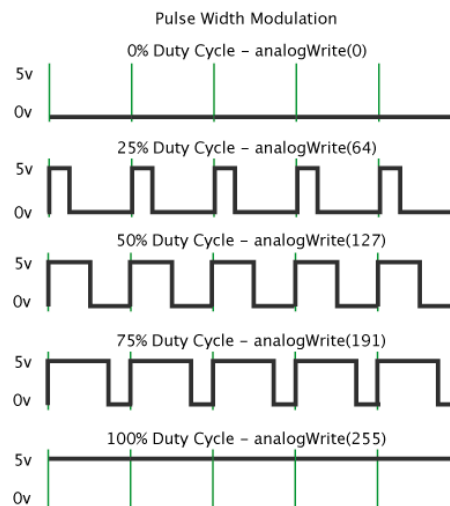 Pulse Width Modulation
0% Duty Cycle – analogWrite(0)
5v
0v
25% Duty Cycle – analogWrite(64)
5v
0v
50% Duty Cycle – analogWrite(127)
5v
0v
75% Duty Cycle – analogWrite(191)
5v
0v
100% Duty Cycle – analogWrite(255)
5v
0v